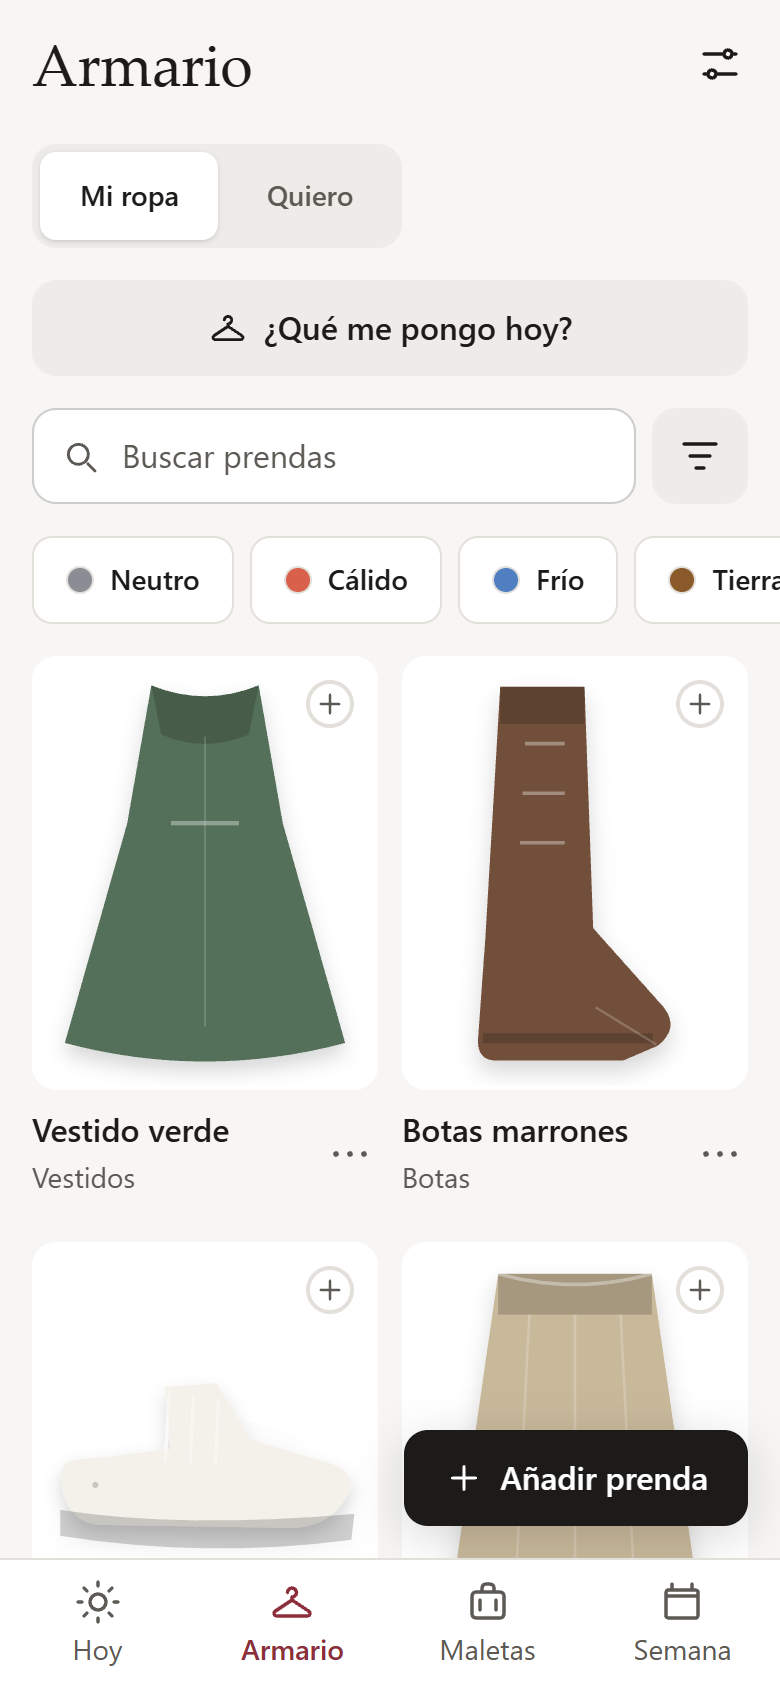 Armario
Mi ropa
Quiero
¿Qué me pongo hoy?
Buscar prendas
Neutro
Cálido
Frío
Tierra
Vestido verde
Vestidos
Botas marrones
Botas
Añadir prenda
Hoy
Armario
Maletas
Semana